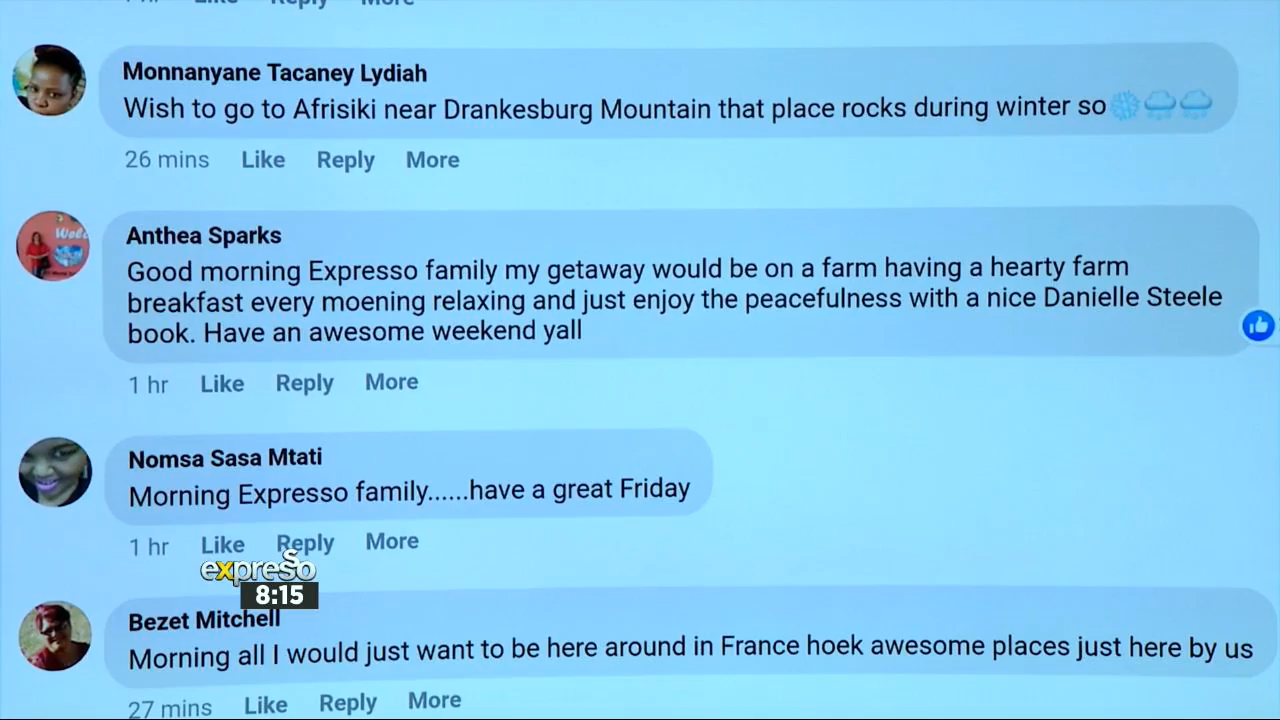 1 hr Like Reply More
Monnanyane Tacaney Lydiah
Wish to go to Afrisiki near Drankesburg Mountain that place rocks during winter so
26 mins Like Reply More
Anthea Sparks
Good morning Expresso family my getaway would be on a farm having a hearty farm
breakfast every moening relaxing and just enjoy the peacefulness with a nice Danielle Steele
book. Have an awesome weekend yall
1 hr Like Reply More
Nomsa Sasa Mtati
Morning Expresso family......have a great Friday
1 hr Like Reply More
expresso
8:15
Bezet Mitchell
Morning all I would just want to be here around in France hoek awesome places just here by us
27 mins Like Reply More